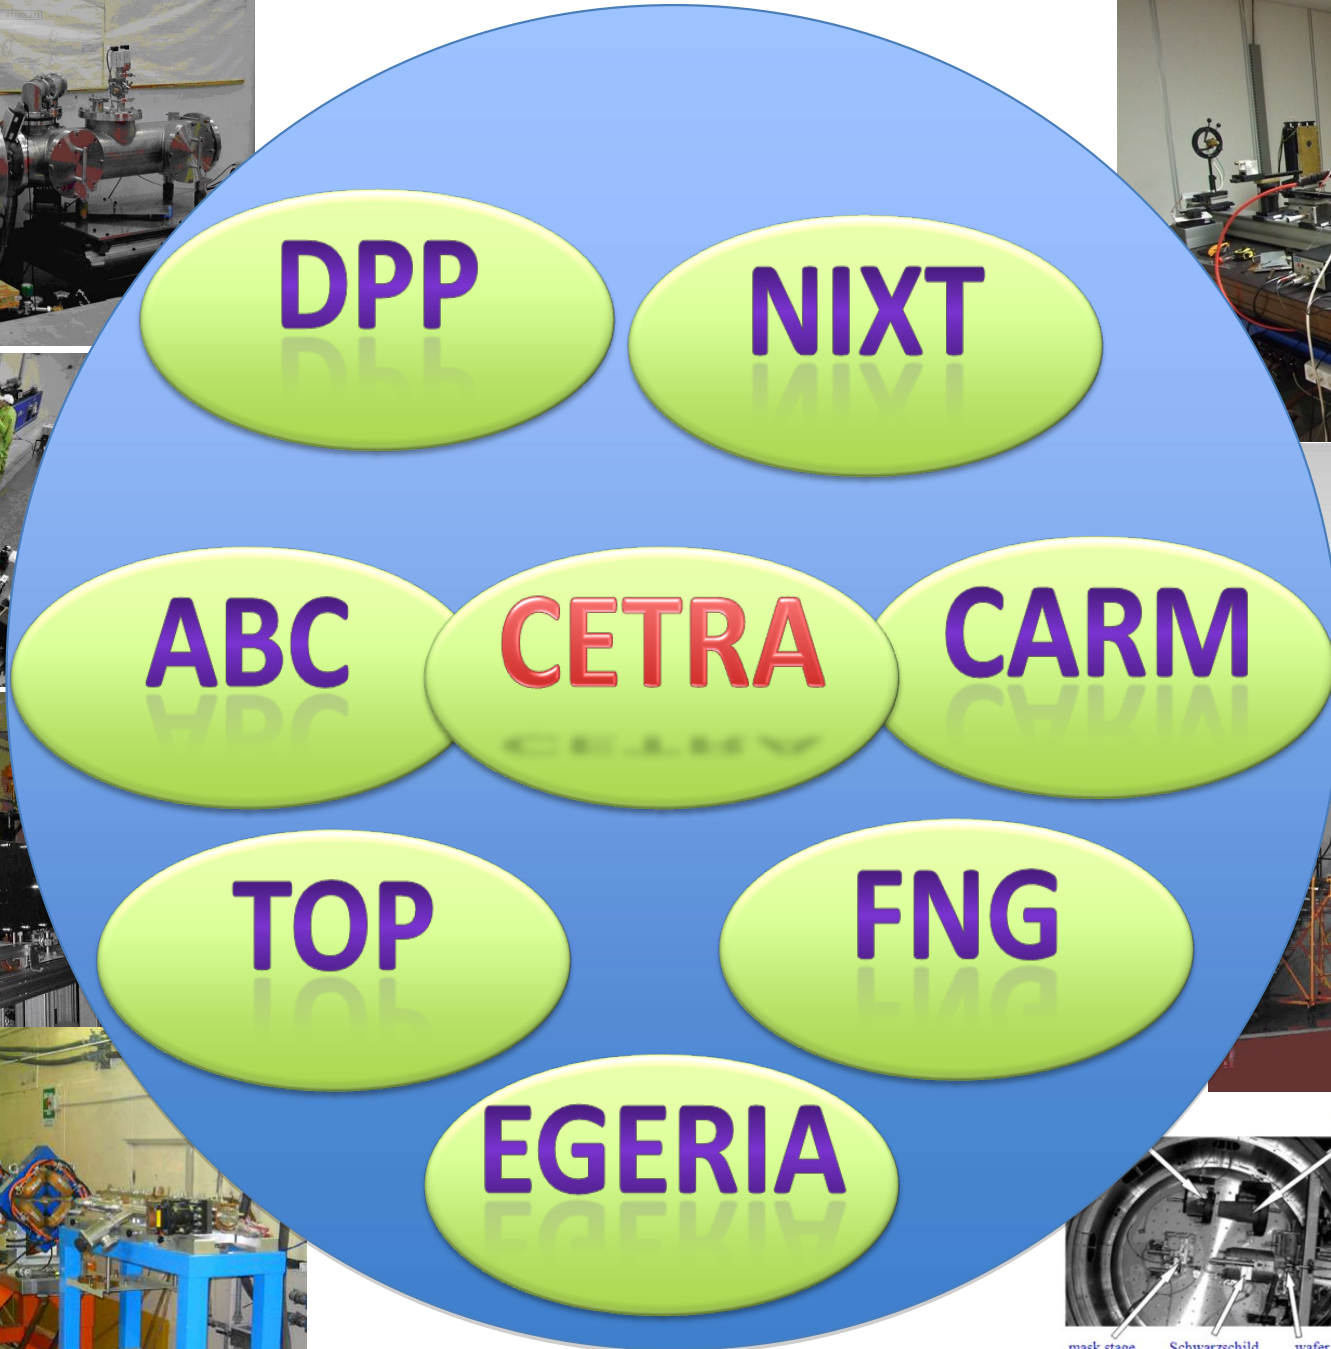 DPP
NIXT
ABC
CETRA
CARM
TOP
FNG
EGERIA
mask stage
Schwarzschild
wafer